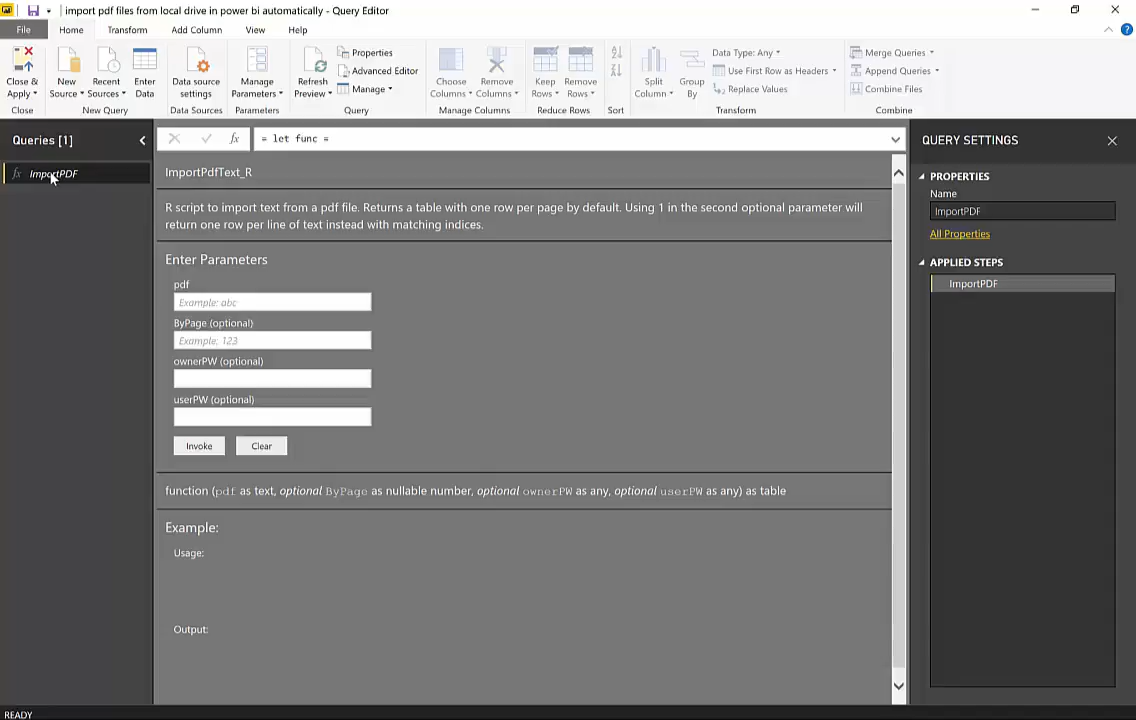 import pdf files from local drive in power bi automatically - Query Editor
File
Home
Transform
Add Column
View
Help
Close &
Apply
Close
New
Source
Recent
Sources
Enter
Data
New Query
Data source
settings
Data Sources
Manage
Parameters
Parameters
Refresh
Preview
Properties
Advanced Editor
Manage
Query
Choose
Columns
Remove
Columns
Manage Columns
Keep
Rows
Remove
Rows
Reduce Rows
Sort
Split
Column
Group
By
Data Type: Any
Use First Row as Headers
Replace Values
Transform
Merge Queries
Append Queries
Combine Files
Combine
Queries [1]
fx ImportPDF
fx
= let func =
ImportPdfText_R
R script to import text from a pdf file. Returns a table with one row per page by default. Using 1 in the second optional parameter will
return one row per line of text instead with matching indices.
Enter Parameters
pdf
Example: abc
ByPage (optional)
Example: 123
ownerPW (optional)
userPW (optional)
Invoke
Clear
function (pdf as text, optional ByPage as nullable number, optional ownerPW as any, optional userPW as any) as table
Example:
Usage:
Output:
QUERY SETTINGS
PROPERTIES
Name
ImportPDF
All Properties
APPLIED STEPS
ImportPDF
READY